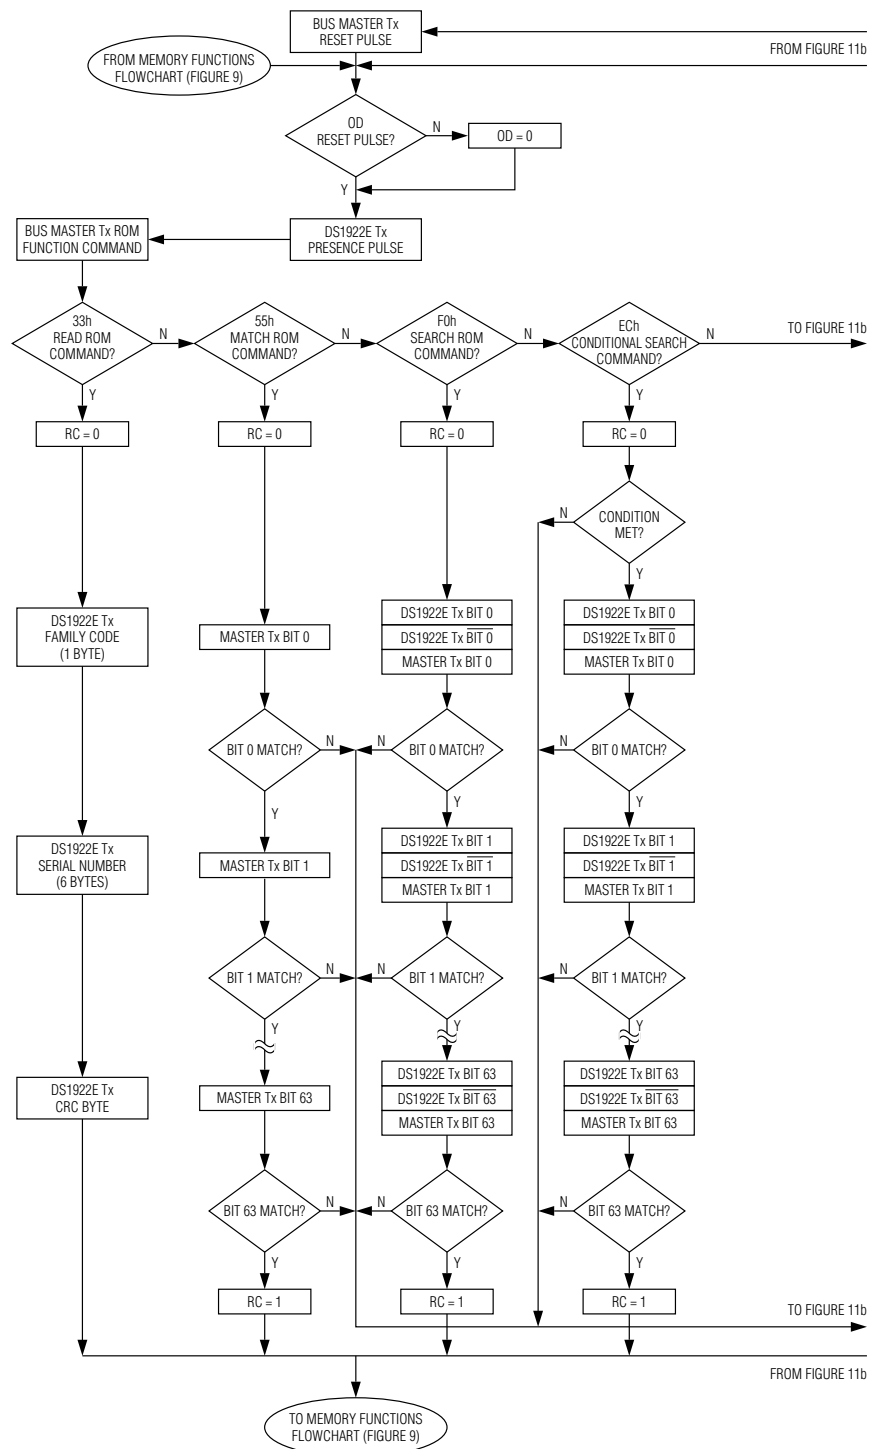 BUS MASTER Tx
RESET PULSE
FROM FIGURE 11b
FROM MEMORY FUNCTIONS
FLOWCHART (FIGURE 9)
OD
RESET PULSE?
N
OD = 0
Y
BUS MASTER Tx ROM
FUNCTION COMMAND
DS1922E Tx
PRESENCE PULSE
33h
READ ROM
COMMAND?
N
Y
55h
MATCH ROM
COMMAND?
N
Y
F0h
SEARCH ROM
COMMAND?
N
Y
ECh
CONDITIONAL SEARCH
COMMAND?
N
Y
TO FIGURE 11b
RC = 0
RC = 0
RC = 0
RC = 0
N
CONDITION
MET?
Y
DS1922E Tx
FAMILY CODE
(1 BYTE)
MASTER Tx BIT 0
DS1922E Tx BIT 0
DS1922E Tx BIT 0
MASTER Tx BIT 0
DS1922E Tx BIT 0
DS1922E Tx BIT 0
MASTER Tx BIT 0
BIT 0 MATCH?
N
Y
N
BIT 0 MATCH?
Y
N
BIT 0 MATCH?
Y
DS1922E Tx
SERIAL NUMBER
(6 BYTES)
MASTER Tx BIT 1
DS1922E Tx BIT 1
DS1922E Tx BIT 1
MASTER Tx BIT 1
DS1922E Tx BIT 1
DS1922E Tx BIT 1
MASTER Tx BIT 1
BIT 1 MATCH?
N
Y
N
BIT 1 MATCH?
Y
N
BIT 1 MATCH?
Y
DS1922E Tx
CRC BYTE
MASTER Tx BIT 63
DS1922E Tx BIT 63
DS1922E Tx BIT 63
MASTER Tx BIT 63
DS1922E Tx BIT 63
DS1922E Tx BIT 63
MASTER Tx BIT 63
BIT 63 MATCH?
N
Y
N
BIT 63 MATCH?
Y
N
BIT 63 MATCH?
Y
RC = 1
RC = 1
RC = 1
TO FIGURE 11b
FROM FIGURE 11b
TO MEMORY FUNCTIONS
FLOWCHART (FIGURE 9)